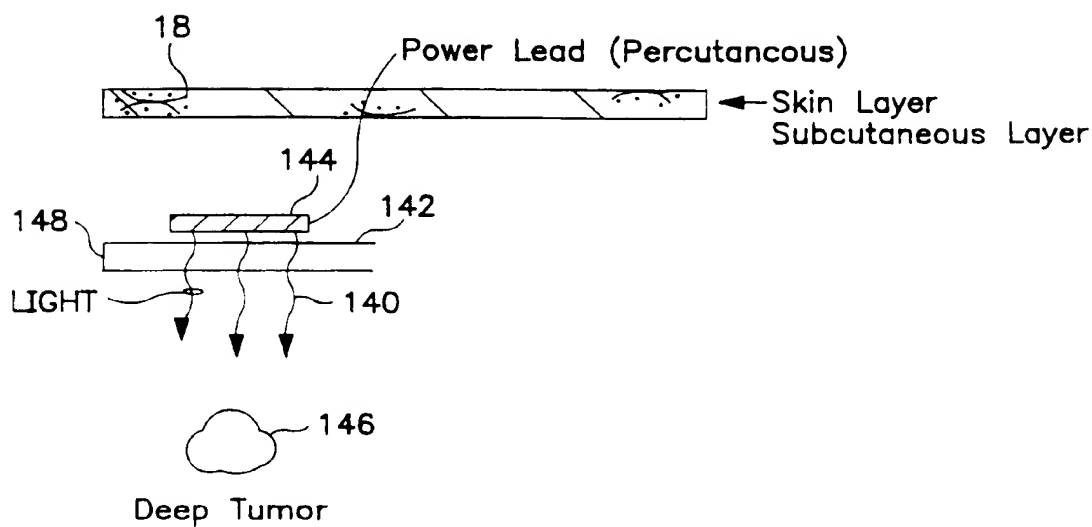 18
Power Lead (Percutancous)
Skin Layer
Subcutaneous Layer
144
142
148
LIGHT
140
146
Deep Tumor